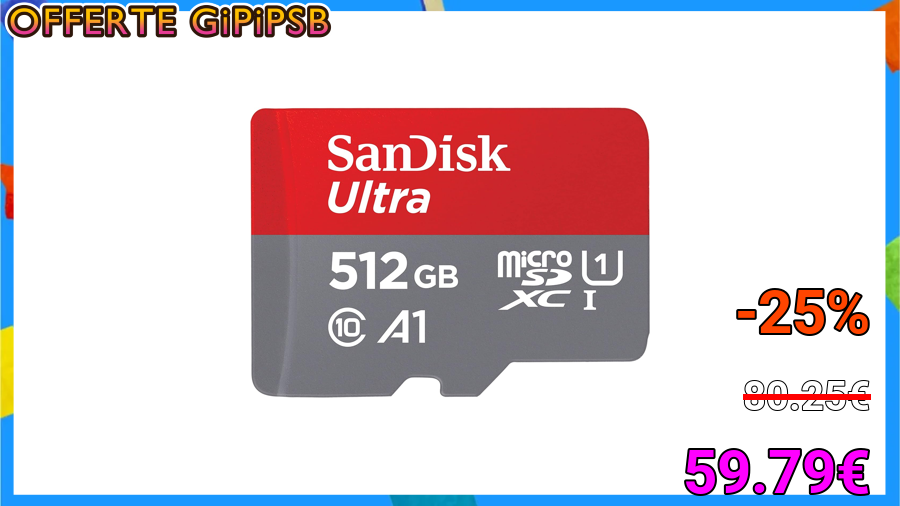 OFFERTE GiPiPSB
SanDisk
Ultra
512 GB
micro
SD
XC I
U1
10 A1
-25%
80.25€
59.79€